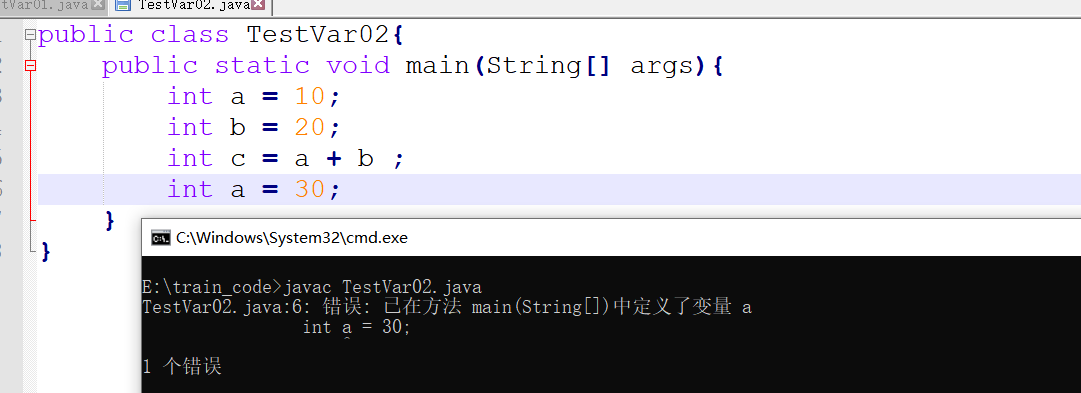 tVar01.java TestVar02.java
public class TestVar02{
public static void main(String[] args){
int a = 10;
int b = 20;
int c = a + b ;
int a = 30;
}
}
C:\Windows\System32\cmd.exe
E:\train_code>javac TestVar02.java
TestVar02.java:6: 错误: 已在方法 main(String[])中定义了变量 a
int a = 30;
^
1 个错误